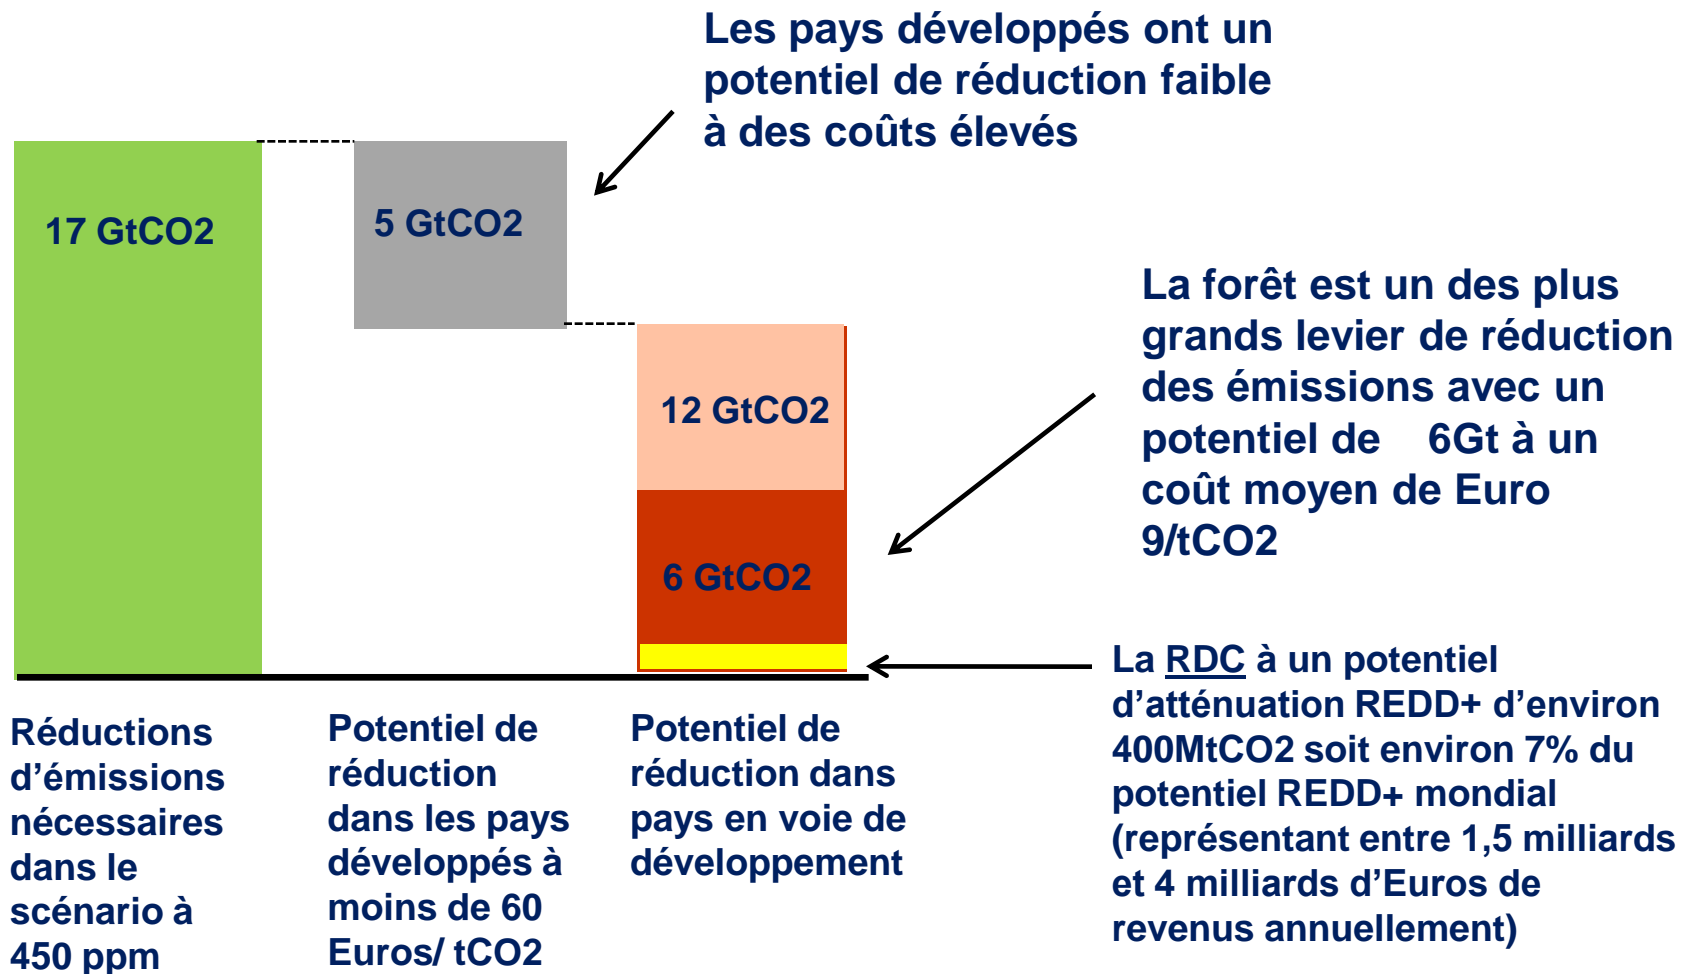 Les pays développés ont un
potentiel de réduction faible
à des coûts élevés
17 GtCO2
5 GtCO2
12 GtCO2
6 GtCO2
La forêt est un des plus
grands levier de réduction
des émissions avec un
potentiel de 6Gt à un
coût moyen de Euro
9/tCO2
La RDC à un potentiel
d’atténuation REDD+ d’environ
400MtCO2 soit environ 7% du
potentiel REDD+ mondial
(représentant entre 1,5 milliards
et 4 milliards d’Euros de
revenus annuellement)
Réductions
d’émissions
nécessaires
dans le
scénario à
450 ppm
Potentiel de
réduction
dans les pays
développés à
moins de 60
Euros/ tCO2
Potentiel de
réduction dans
pays en voie de
développement